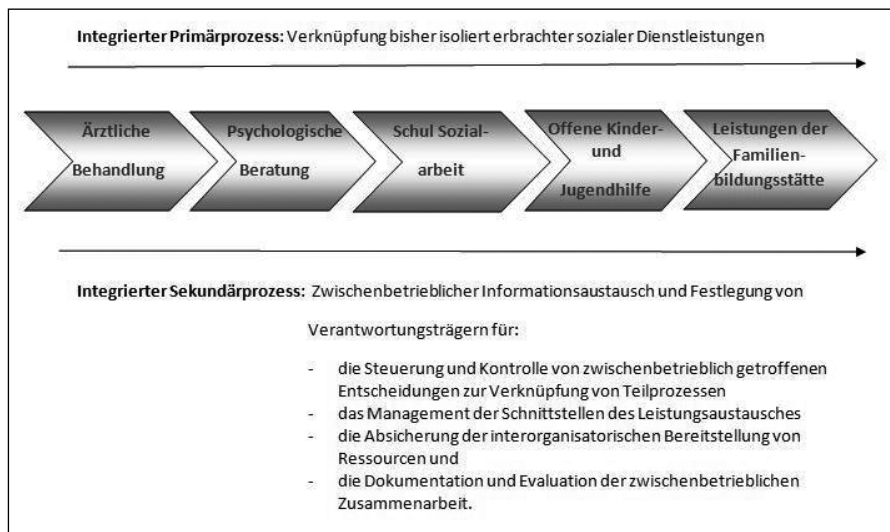 Integrierter Primärprozess: Verknüpfung bisher isoliert erbrachter sozialer Dienstleistungen
Ärztliche
Behandlung
Psychologische
Beratung
Schul Sozial-
arbeit
Offene Kinder-
und
Jugendhilfe
Leistungen der
Familien-
bildungsstätte
Integrierter Sekundärprozess: Zwischenbetrieblicher Informationsaustausch und Festlegung von
Verantwortungsträgern für:
- die Steuerung und Kontrolle von zwischenbetrieblich getroffenen
Entscheidungen zur Verknüpfung von Teilprozessen
- das Management der Schnittstellen des Leistungsaustausches
- die Absicherung der interorganisatorischen Bereitstellung von
Ressourcen und
- die Dokumentation und Evaluation der zwischenbetrieblichen
Zusammenarbeit.